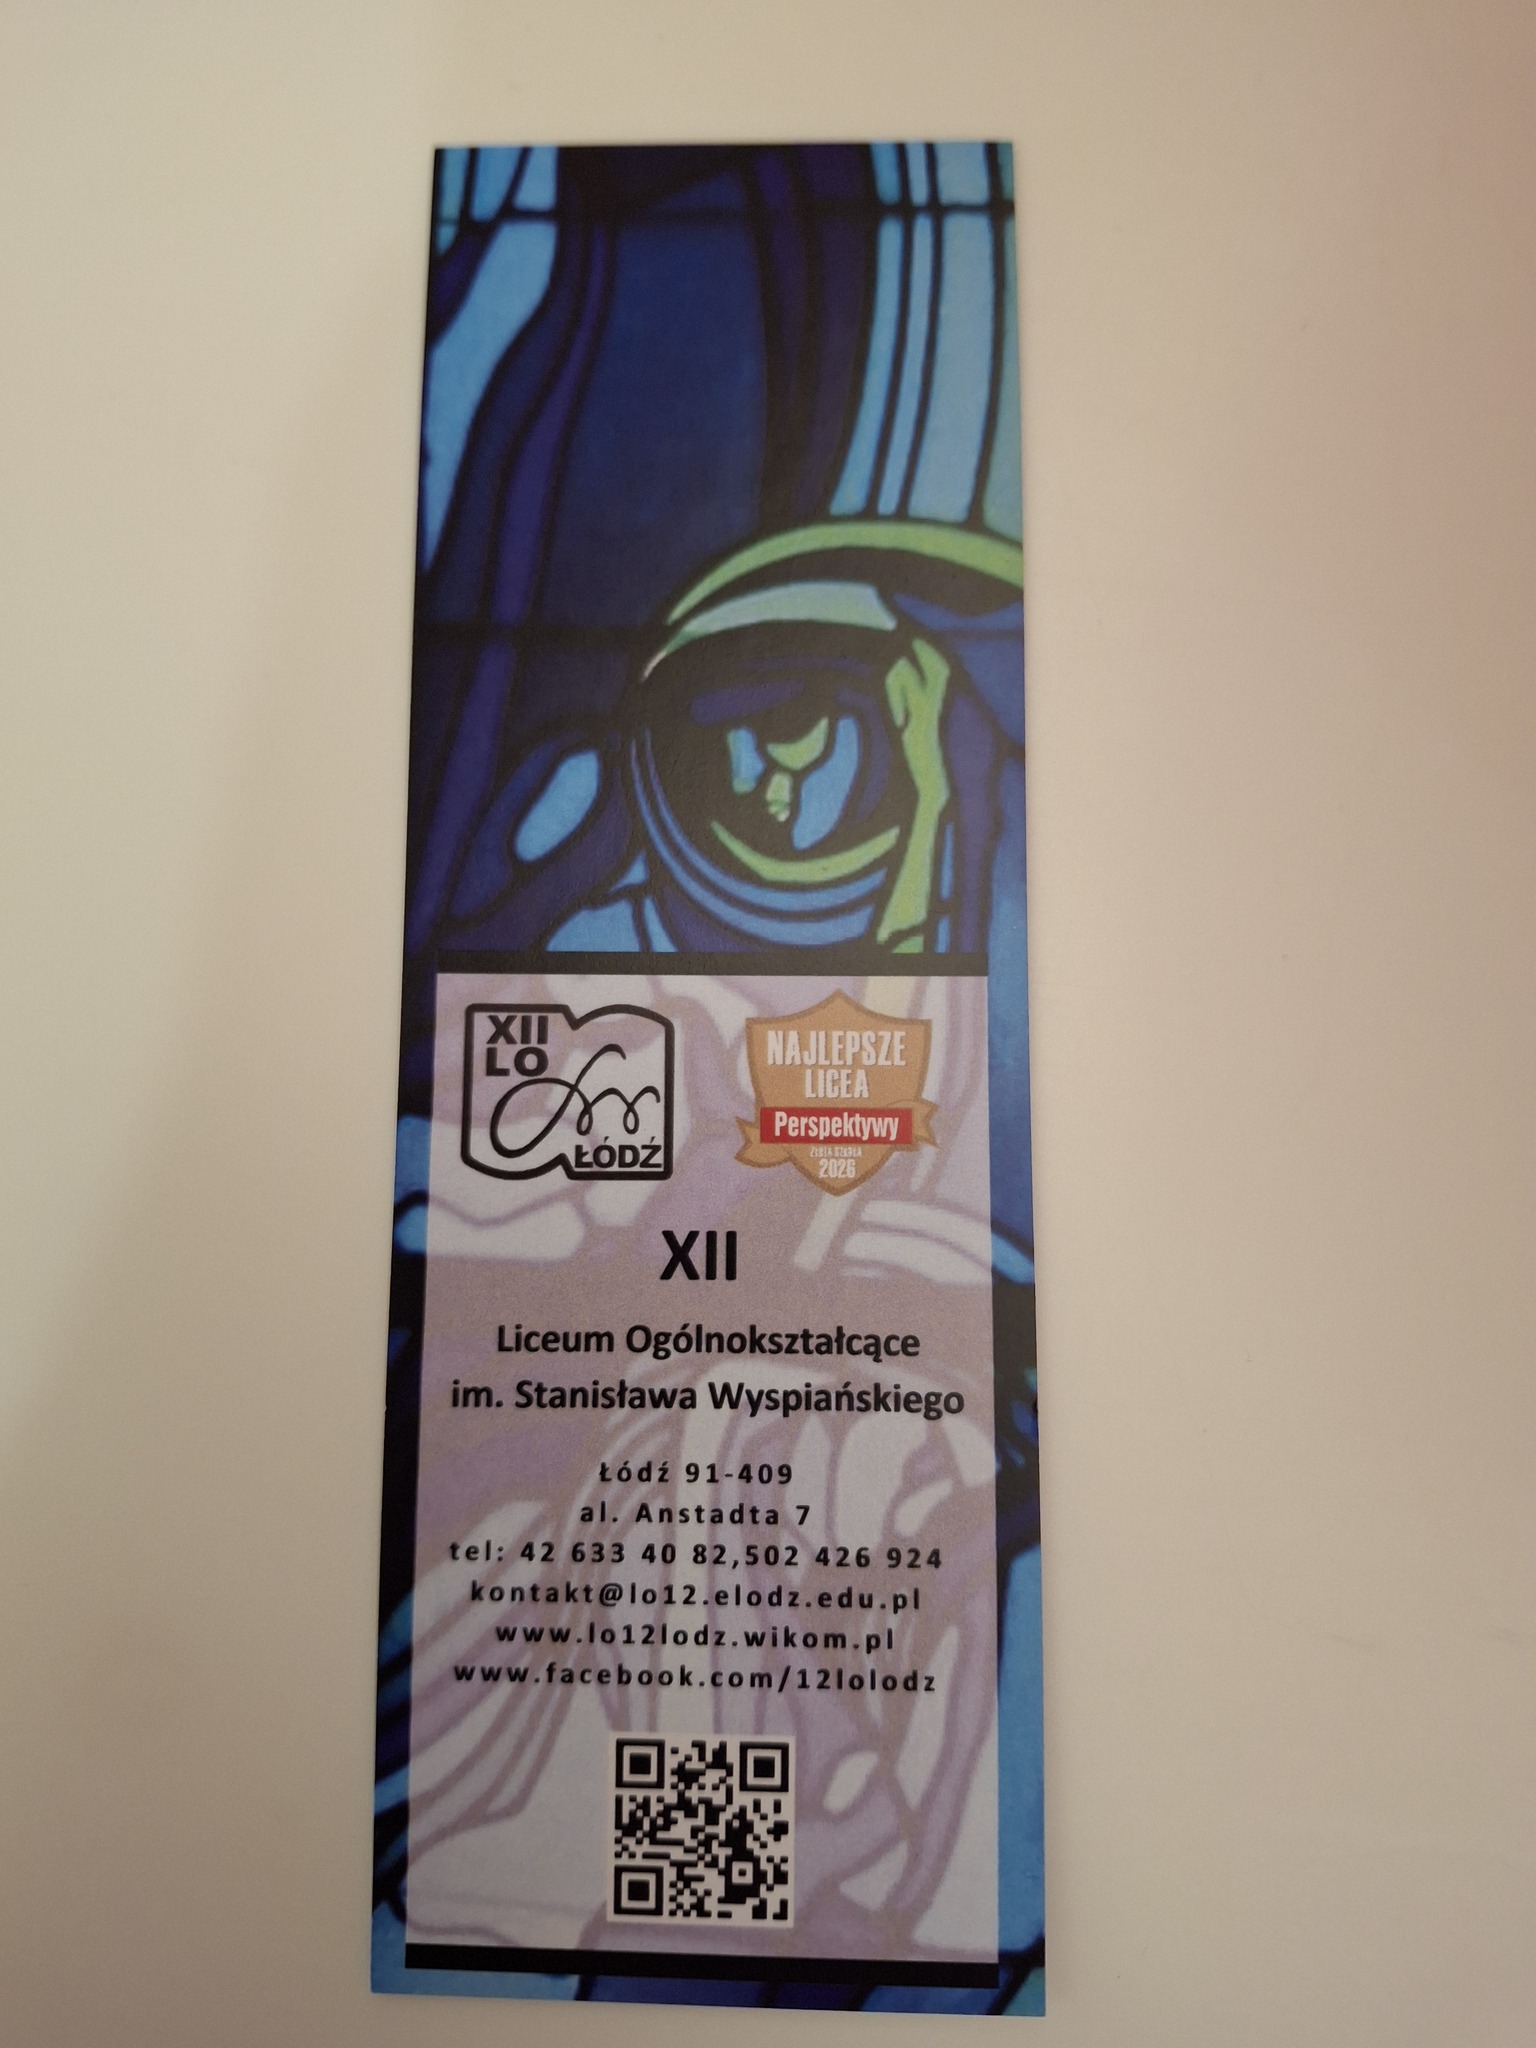 XII
LO
ŁÓDŹ
NAJLEPSZE
LICEA
Perspektywy
ZŁOTA SZKOŁA
2026
XII
Liceum Ogólnokształcące
im. Stanisława Wyspiańskiego
Łódź 91-409
al. Anstadta 7
tel: 42 633 40 82,502 426 924
kontakt@lo12.elodz.edu.pl
www.lo12lodz.wikom.pl
www.facebook.com/12lolodz